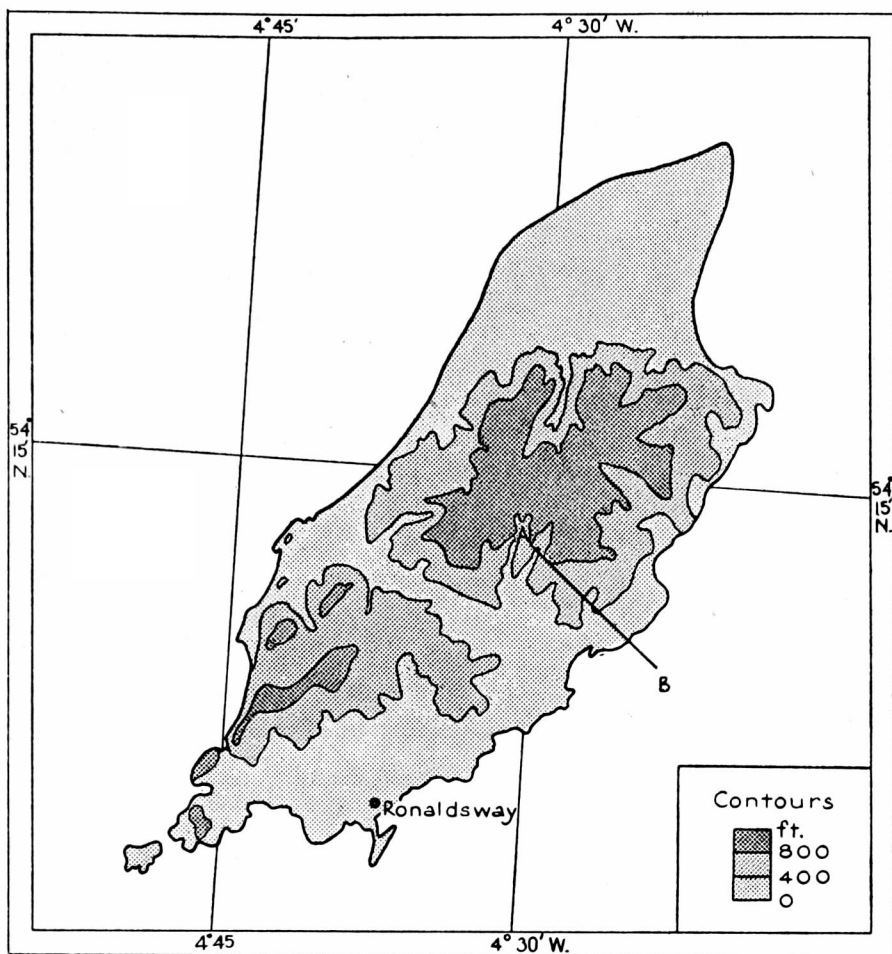 4° 45' 4° 30' W.
54°
15'
N.
54°
15'
N.
B
Ronaldsway
Contours
ft.
800
400
0
4° 45 4° 30' W.